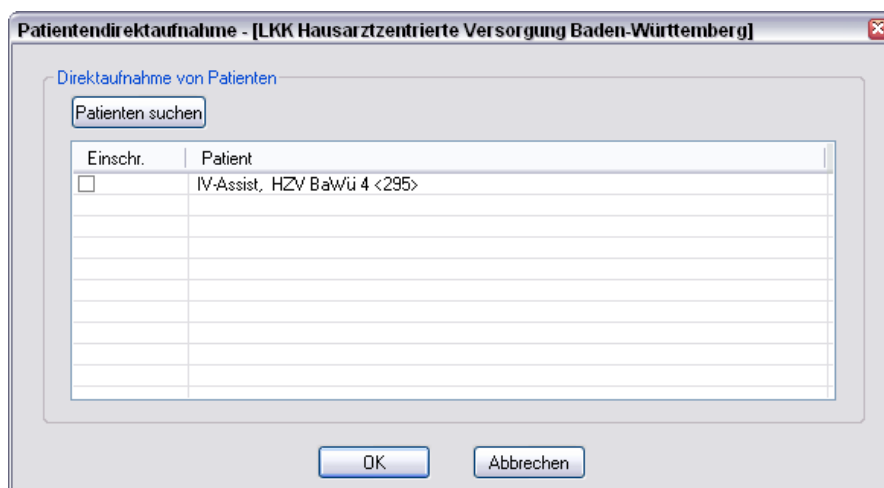 Patientendirektaufnahme - [LKK Hausarztzentrierte Versorgung Baden-Württemberg]
Direktaufnahme von Patienten
Patienten suchen
Einschr. Patient
IV-Assist, HZV BaWü 4 <295>
OK Abbrechen